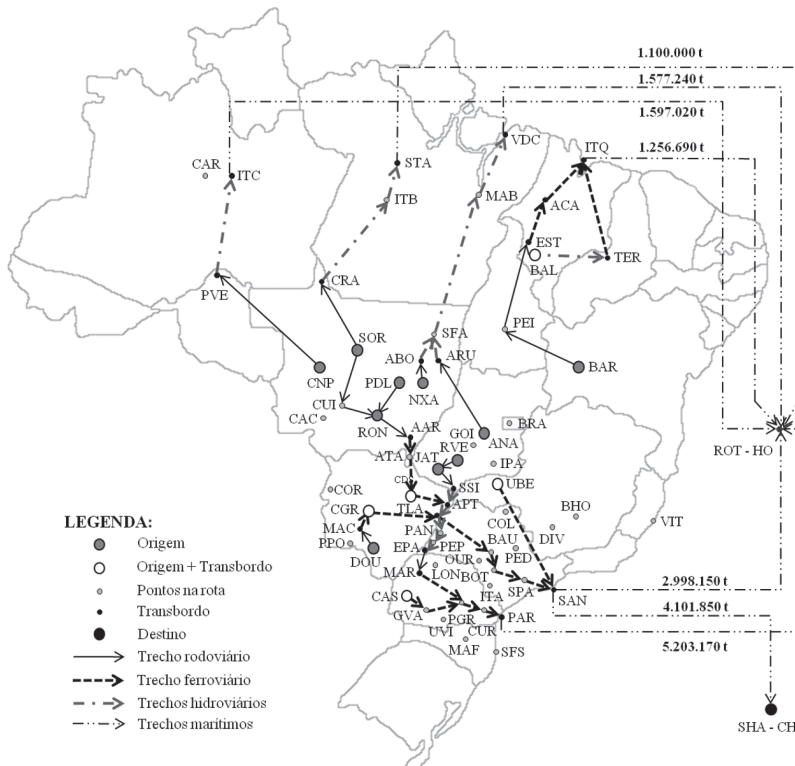 1.100.000 t
1.577.240 t
1.597.020 t
1.256.690 t
VDC
ITQ
CAR
ITC
STA
ITB
MAB
ACA
EST
BAL
TER
PVE
CRA
PEI
SFA
SOR
ABO
ARU
BAR
CNP
PDL
NXA
CUI
CAC
RON
AAR
GOI
ANA
BRA
RVE
ROT - HO
ATA
JAT
IPA
SSI
UBE
COR
TLA
APT
CGR
MAC
PAN
COL
BHO
VIT
LEGENDA:
Origem
Origem + Transbordo
Pontos na rota
Transbordo
Destino
Trecho rodoviário
Trecho ferroviário
Trechos hidroviários
Trechos marítimos
PPO
DOU
EPA
PEP
BAU
PED
DIV
OUR
MAR
LON
BOT
SPA
SAN
2.998.150 t
4.101.850 t
CAS
ITA
GVA
PGR
PAR
UVI
CUR
MAF
SFS
5.203.170 t
SHA - CH